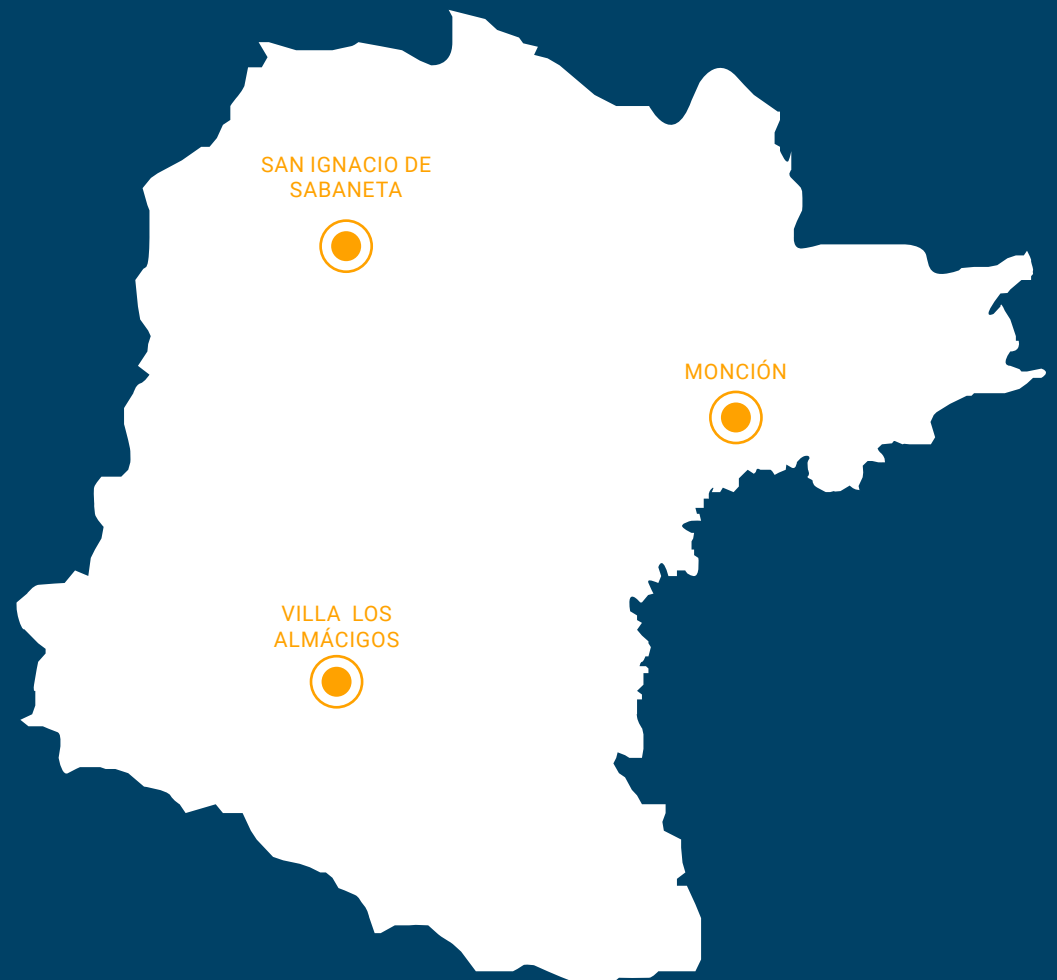 SAN IGNACIO DE
SABANETA
MONCIÓN
VILLA LOS
ALMÁCIGOS